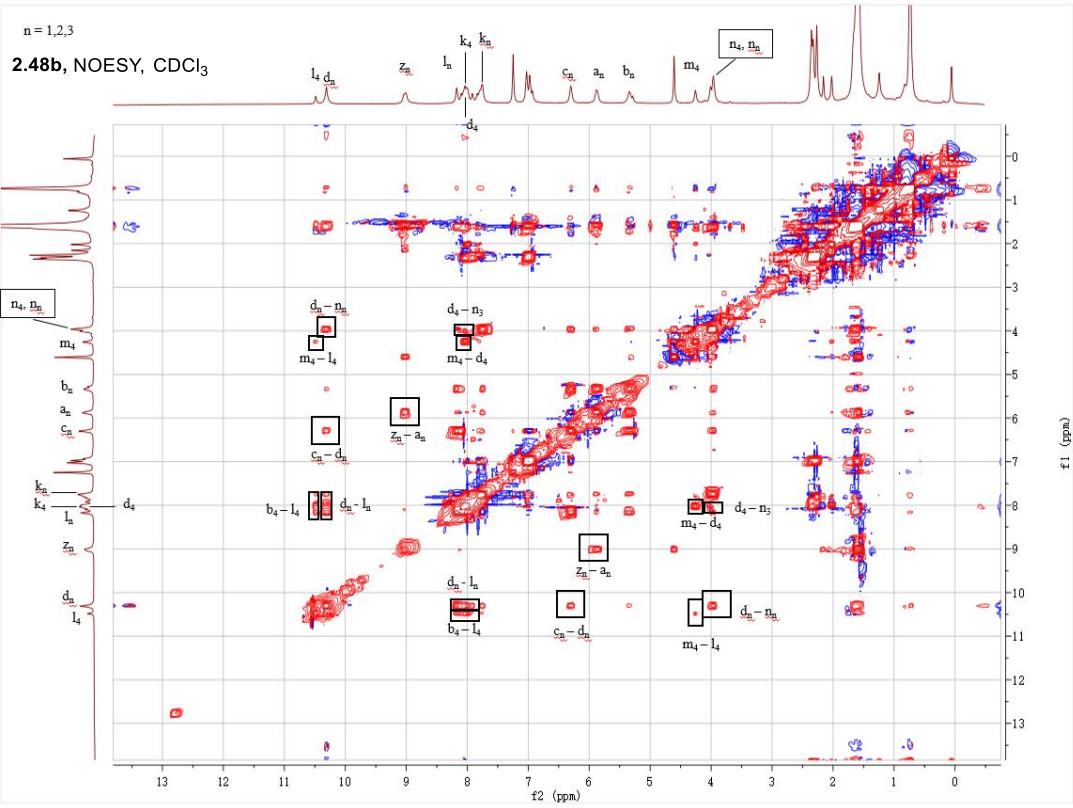 n = 1,2,3
2.48b, NOESY, CDCl3
l4 dn
zn
ln
k4
kn
d4
cn
an
bn
m4
n4, nn
n4, nn
m4
bn
an
cn
kn
k4
d4
ln
zn
dn
l4
dn – nn
m4 – l4
d4 – n3
m4 – d4
cn – dn
zn – an
b4 – l4
dn - ln
m4 – d4
d4 – n3
zn – an
dn - ln
b4 – l4
cn – dn
dn – nn
m4 – l4
0
1
2
3
4
5
6
7
8
9
10
11
12
13
f1 (ppm)
13 12 11 10 9 8 7 6 5 4 3 2 1 0
f2 (ppm)